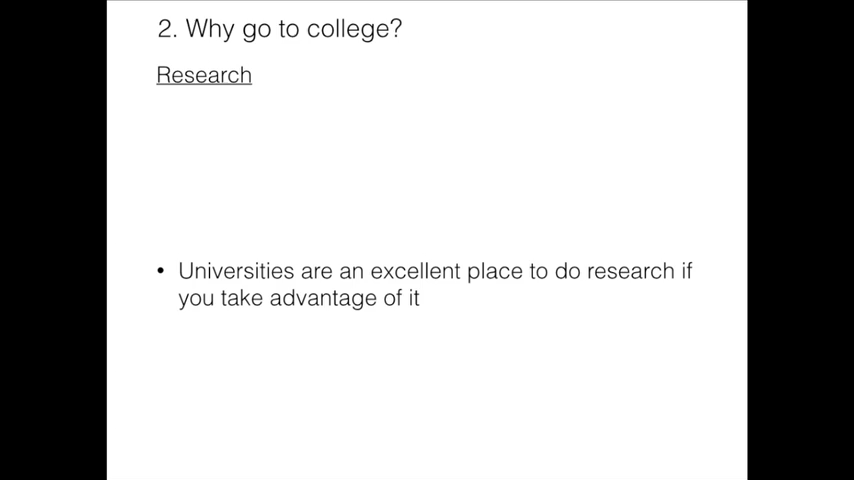 2. Why go to college?
Research
• Universities are an excellent place to do research if
you take advantage of it